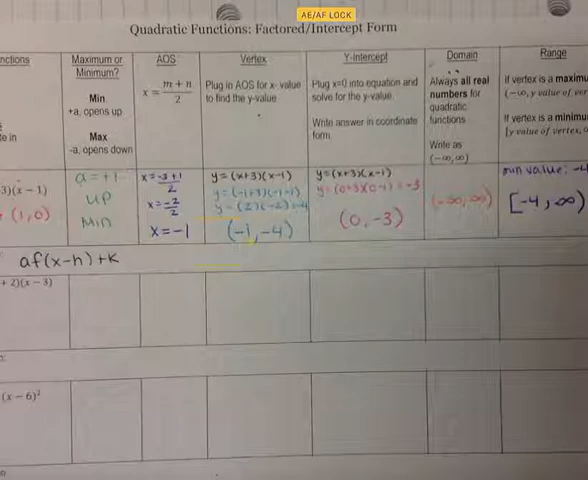 AE/AF LOCK
Quadratic Functions: Factored/Intercept Form
nctions
Maximum or Minimum?
Min
+a, opens up
Max
-a, opens down
AOS
x = (m + n)/2
Vertex
Plug in AOS for x- value
to find the y-value
Y-Intercept
Plug x=0 into equation and
solve for the y-value.
Write answer in coordinate
form.
Domain
Always all real
numbers for
quadratic
functions
Write as
(−∞, ∞)
Range
If vertex is a maximu
(−∞, y value of ver
If vertex is a minimu
[y value of vertex,
te in
3)(x − 1)
(1, 0)
a = +1
UP
Min
x = -3+1/2
x = -2/2
x = -1
y = (x+3)(x-1)
y = (-1+3)(-1-1)
y = (2)(-2) = -4
(-1, -4)
y = (x+3)(x-1)
y = (0+3)(0-1) = -3
(0, -3)
(-∞, ∞)
min value: -4
[-4, ∞)
af(x-h)+k
+ 2)(x − 3)
(x − 6)²